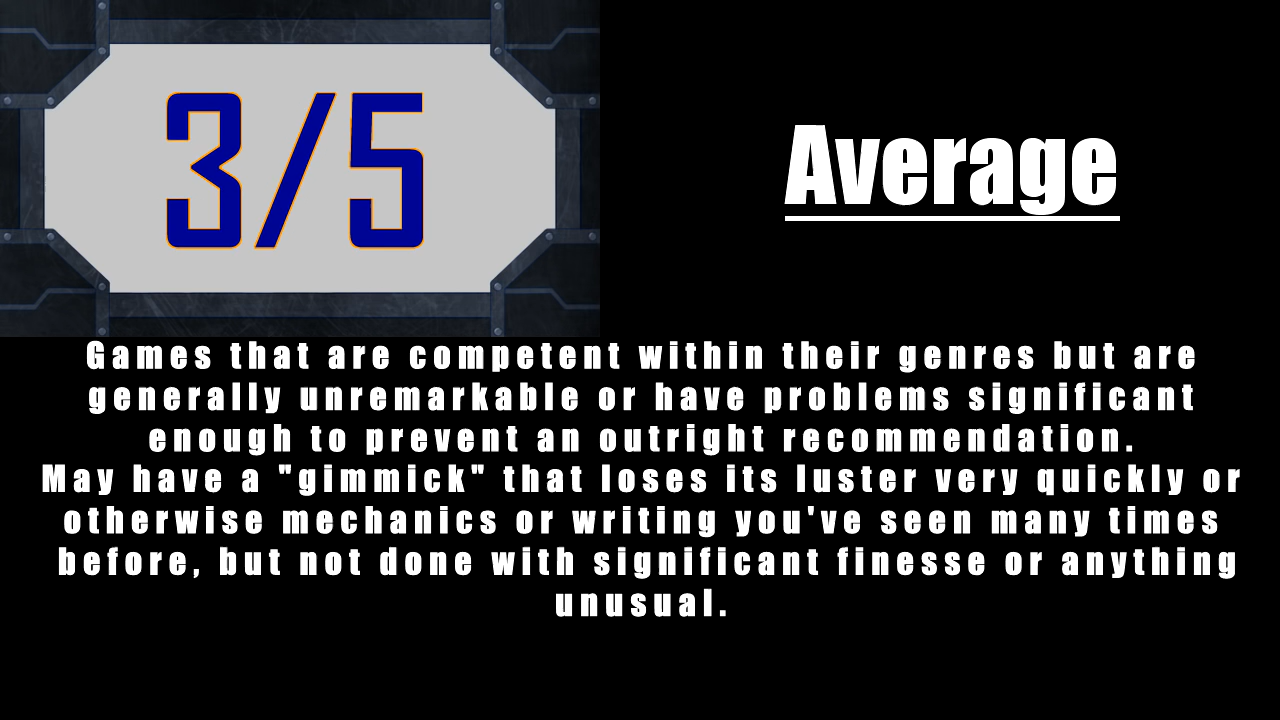 3/5
Average
Games that are competent within their genres but are
generally unremarkable or have problems significant
enough to prevent an outright recommendation.
May have a "gimmick" that loses its luster very quickly or
otherwise mechanics or writing you've seen many times
before, but not done with significant finesse or anything
unusual.